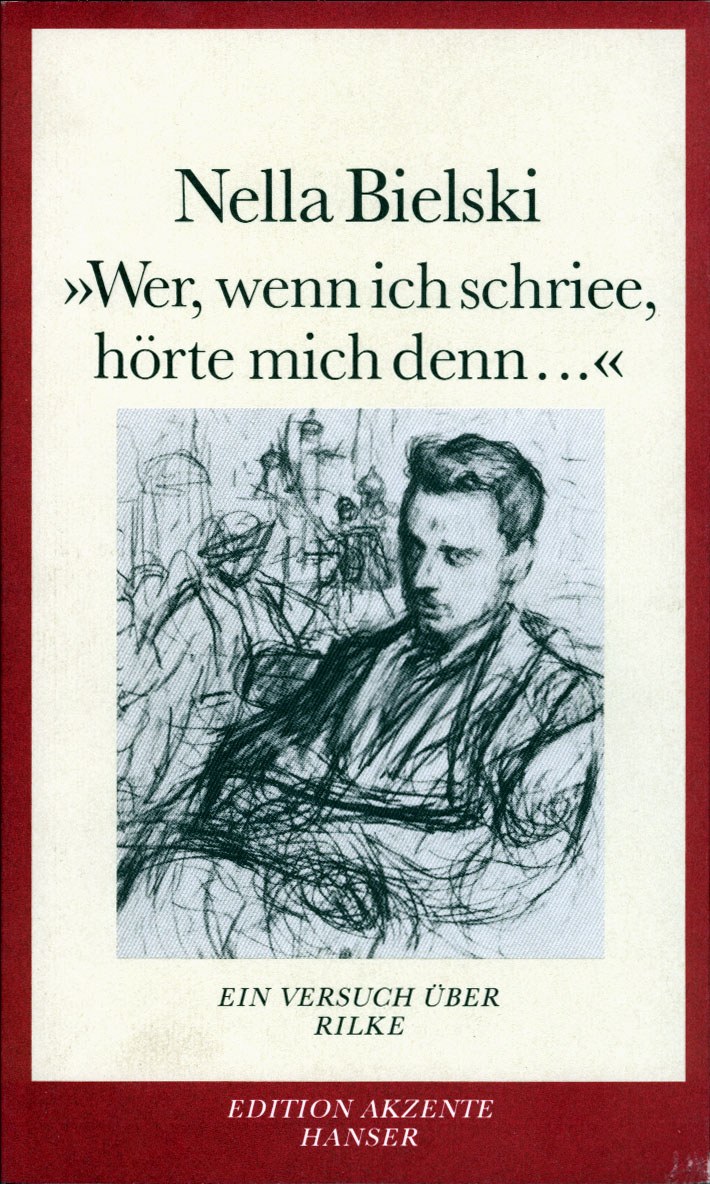 Nella Bielski
»Wer, wenn ich schriee,
hörte mich denn...«
EIN VERSUCH ÜBER
RILKE
EDITION AKZENTE
HANSER